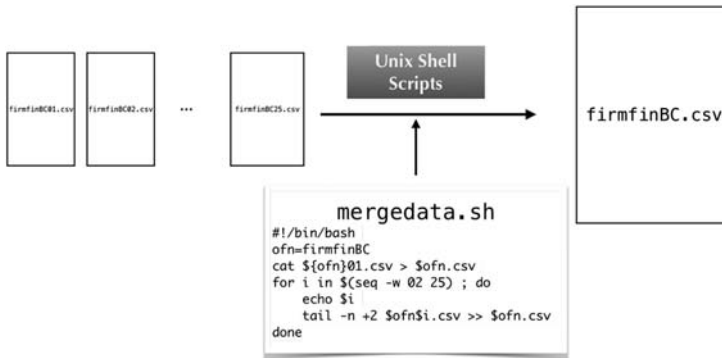 Unix Shell
Scripts
firmfinBC01.csv
firmfinBC02.csv
...
firmfinBC25.csv
firmfinBC.csv
mergedata.sh
#!/bin/bash
ofn=firmfinBC
cat ${ofn}01.csv > $ofn.csv
for i in $(seq -w 02 25) ; do
    echo $i
    tail -n +2 $ofn$i.csv >> $ofn.csv
done